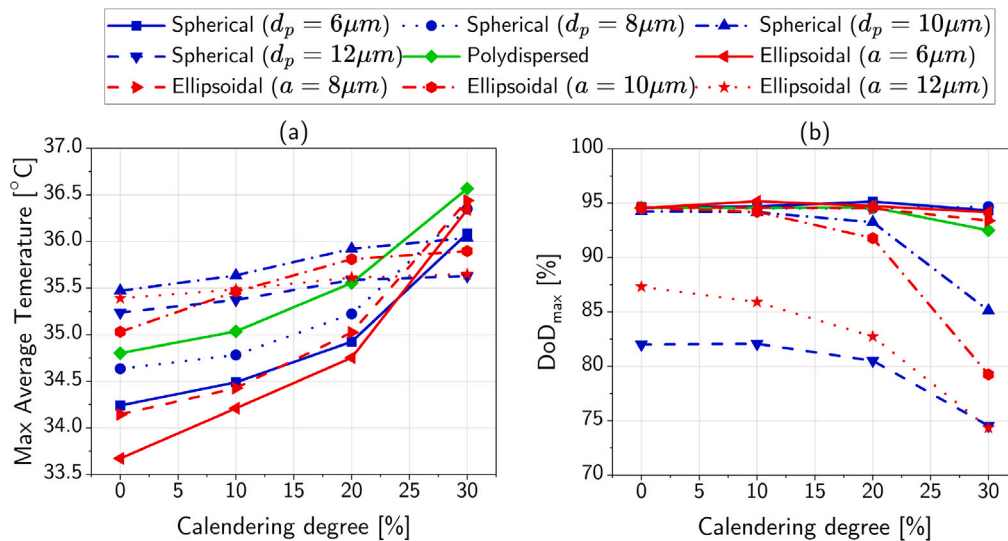 Spherical (d_p = 6μm) Spherical (d_p = 8μm) Spherical (d_p = 10μm)
Spherical (d_p = 12μm) Polydispersed Ellipsoidal (a = 6μm)
Ellipsoidal (a = 8μm) Ellipsoidal (a = 10μm) Ellipsoidal (a = 12μm)
(a)
Max Average Temerature [°C]
37.0
36.5
36.0
35.5
35.0
34.5
34.0
33.5
0 5 10 15 20 25 30
Calendering degree [%]
(b)
DoD_max [%]
100
95
90
85
80
75
70
0 5 10 15 20 25 30
Calendering degree [%]